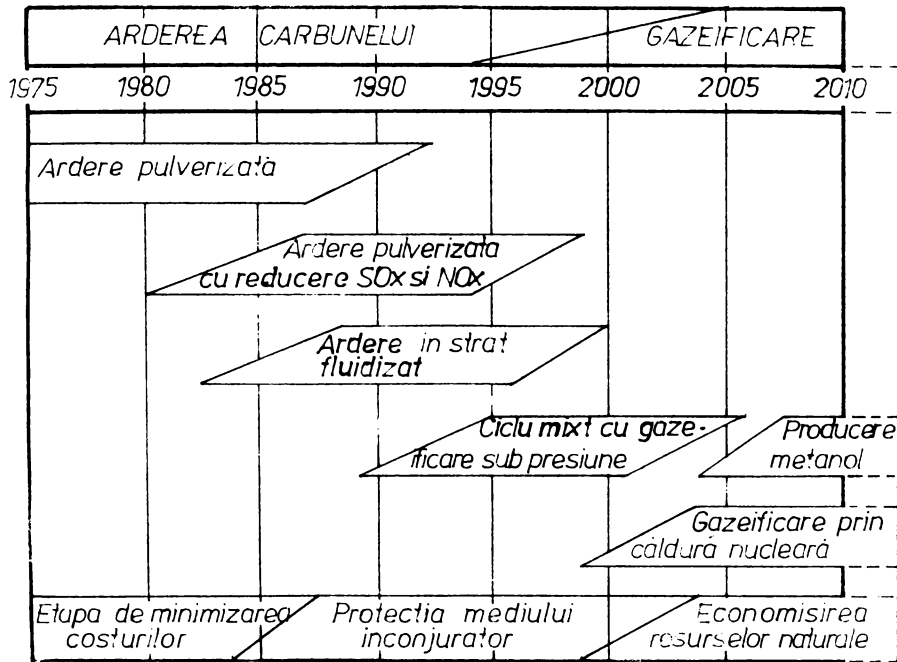 ARDEREA CARBUNELUI GAZEIFICARE
1975 1980 1985 1990 1995 2000 2005 2010
Ardere pulverizată
Ardere pulverizata
cu reducere SOx si NOx
Ardere in strat
fluidizat
Ciclu mixt cu gaze-
ificare sub presiune
Producere
metanol
Gazeificare prin
căldură nucleară
Etapa de minimizarea
costurilor
Protectia mediului
inconjurator
Economisirea
resurselor naturale